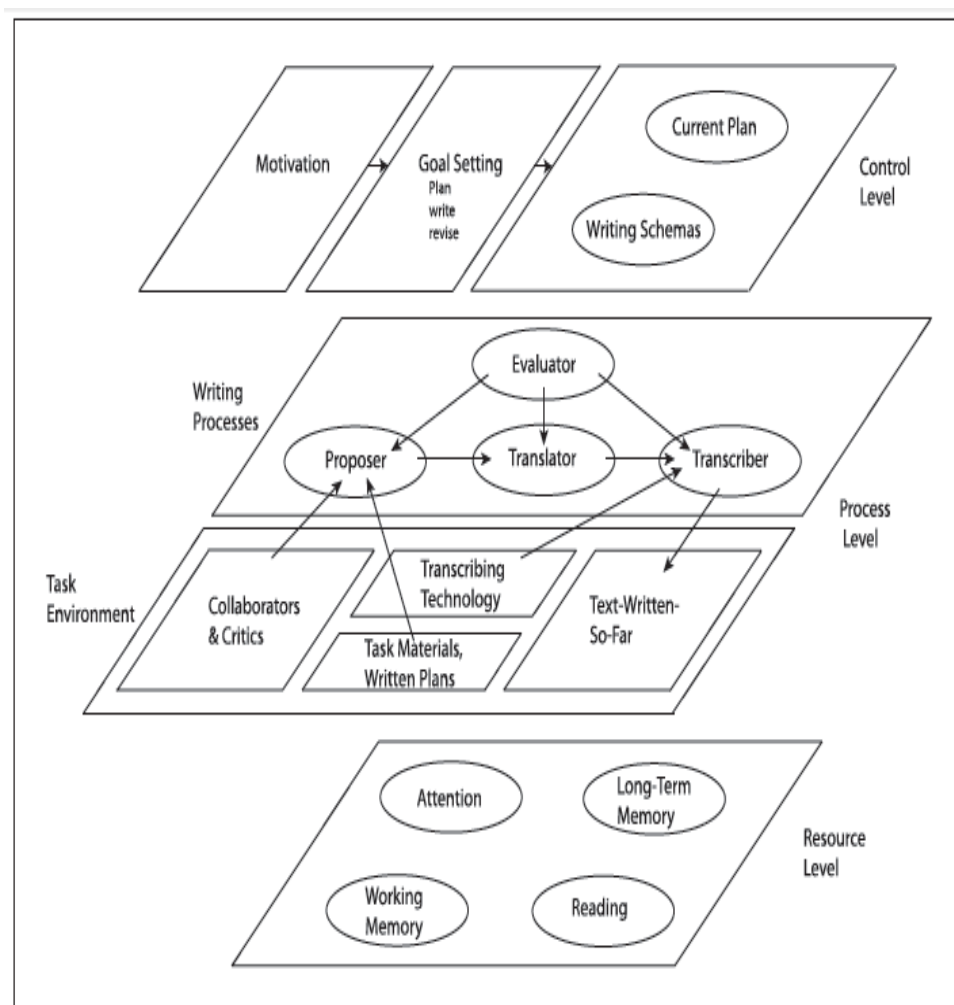 Motivation
Goal Setting
Plan
write
revise
Current Plan
Writing Schemas
Control
Level
Writing
Processes
Evaluator
Proposer
Translator
Transcriber
Process
Level
Task
Environment
Collaborators
& Critics
Transcribing
Technology
Task Materials,
Written Plans
Text-Written-
So-Far
Attention
Long-Term
Memory
Working
Memory
Reading
Resource
Level